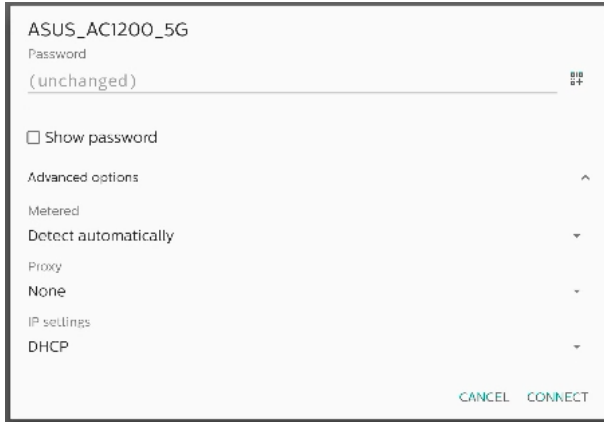 ASUS_AC1200_5G
Password
(unchanged)
Show password
Advanced options
Metered
Detect automatically
Proxy
None
IP settings
DHCP
CANCEL CONNECT